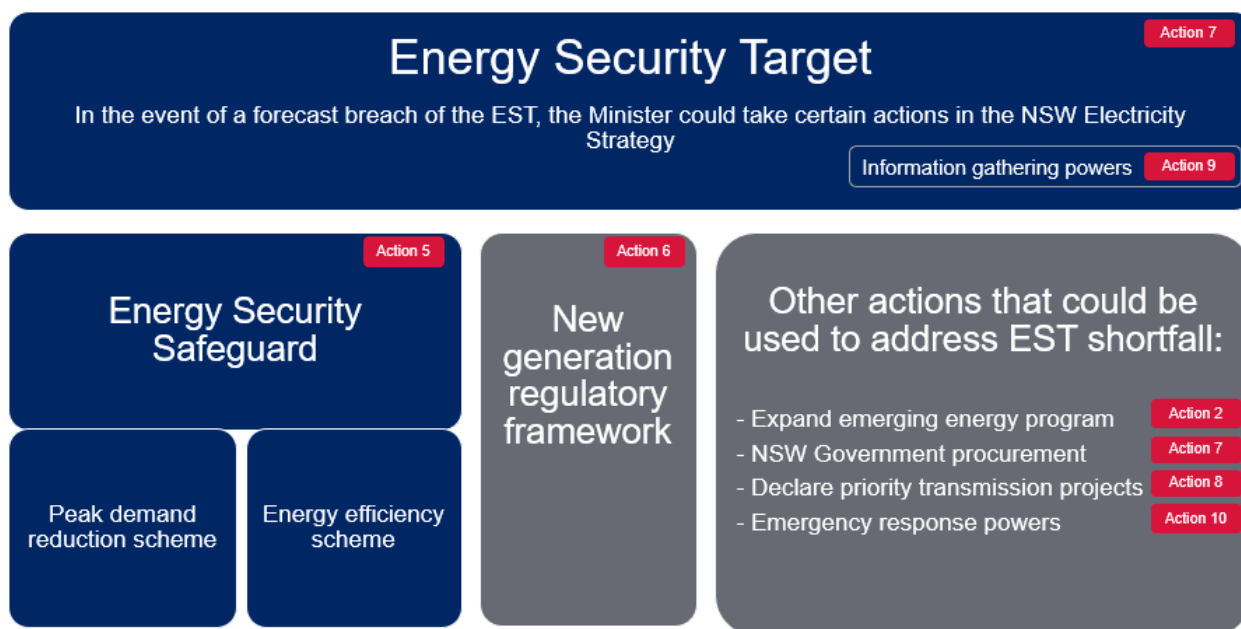 Action 7
Energy Security Target
In the event of a forecast breach of the EST, the Minister could take certain actions in the NSW Electricity
Strategy
Information gathering powers Action 9
Action 5
Energy Security
Safeguard
Peak demand
reduction scheme
Energy efficiency
scheme
Action 6
New
generation
regulatory
framework
Other actions that could be
used to address EST shortfall:
- Expand emerging energy program Action 2
- NSW Government procurement Action 7
- Declare priority transmission projects Action 8
- Emergency response powers Action 10